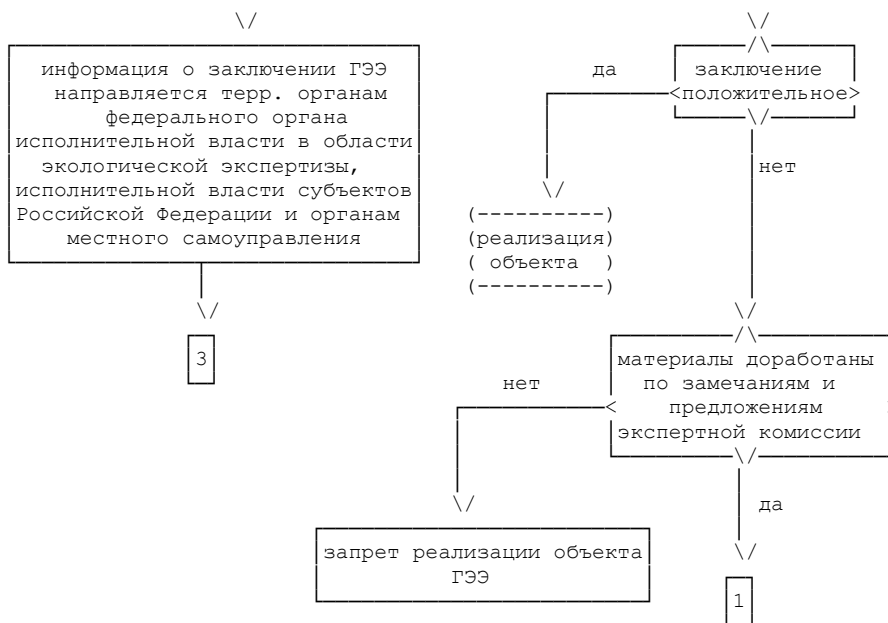 информация о заключении ГЭЭ
направляется терр. органам
федерального органа
исполнительной власти в области
экологической экспертизы,
исполнительной власти субъектов
Российской Федерации и органам
местного самоуправления
3
заключение
<положительное>
да
нет
(----------)
(реализация)
( объекта )
(----------)
материалы доработаны
по замечаниям и
предложениям
экспертной комиссии
нет
да
запрет реализации объекта
ГЭЭ
1